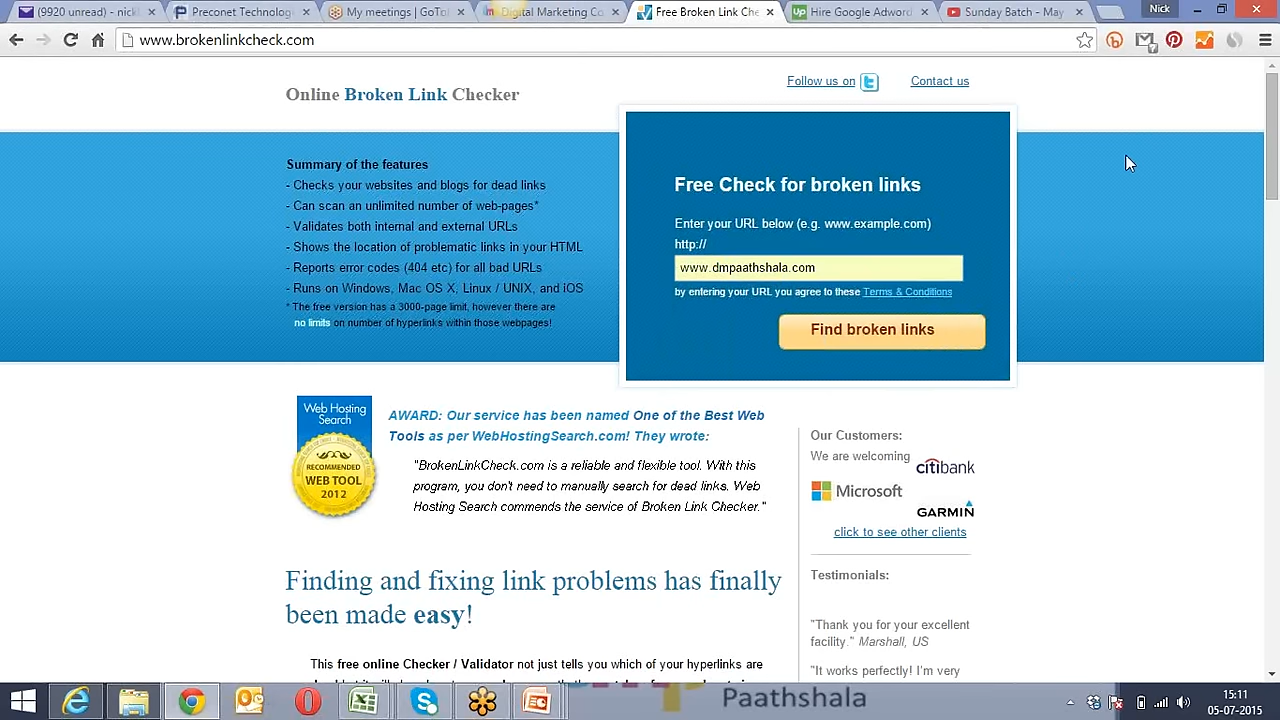 (9920 unread) - nickl
Preconet Technolog
My meetings | GoTo
Digital Marketing Co
Free Broken Link Che
Hire Google Adword
Sunday Batch - May
Nick
www.brokenlinkcheck.com
Follow us on
Contact us
Online Broken Link Checker
Summary of the features
- Checks your websites and blogs for dead links
- Can scan an unlimited number of web-pages*
- Validates both internal and external URLs
- Shows the location of problematic links in your HTML
- Reports error codes (404 etc) for all bad URLs
- Runs on Windows, Mac OS X, Linux / UNIX, and iOS
* The free version has a 3000-page limit, however there are
no limits on number of hyperlinks within those webpages!
Free Check for broken links
Enter your URL below (e.g. www.example.com)
http://
www.dmpaathshala.com
by entering your URL you agree to these Terms & Conditions
Find broken links
Web Hosting
Search
RECOMMENDED
WEB TOOL
2012
AWARD: Our service has been named One of the Best Web
Tools as per WebHostingSearch.com! They wrote:
"BrokenLinkCheck.com is a reliable and flexible tool. With this
program, you don't need to manually search for dead links. Web
Hosting Search commends the service of Broken Link Checker."
Our Customers:
We are welcoming
citibank
Microsoft
GARMIN
click to see other clients
Finding and fixing link problems has finally
been made easy!
Testimonials:
"Thank you for your excellent
facility." Marshall, US
"It works perfectly! I'm very
This free online Checker / Validator not just tells you which of your hyperlinks are
Paathshala
15:11
05-07-2015